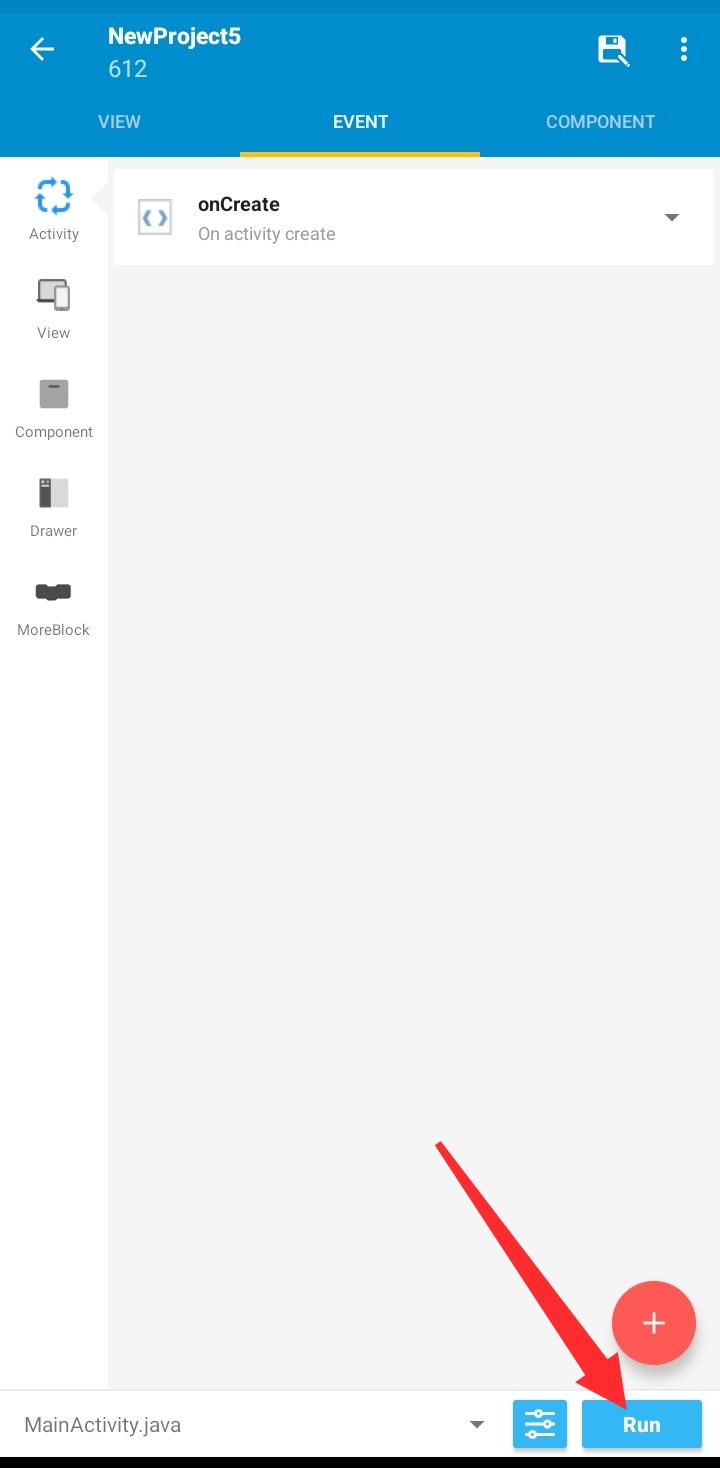 NewProject5
612
VIEW
EVENT
COMPONENT
Activity
onCreate
On activity create
View
Component
Drawer
MoreBlock
MainActivity.java
Run